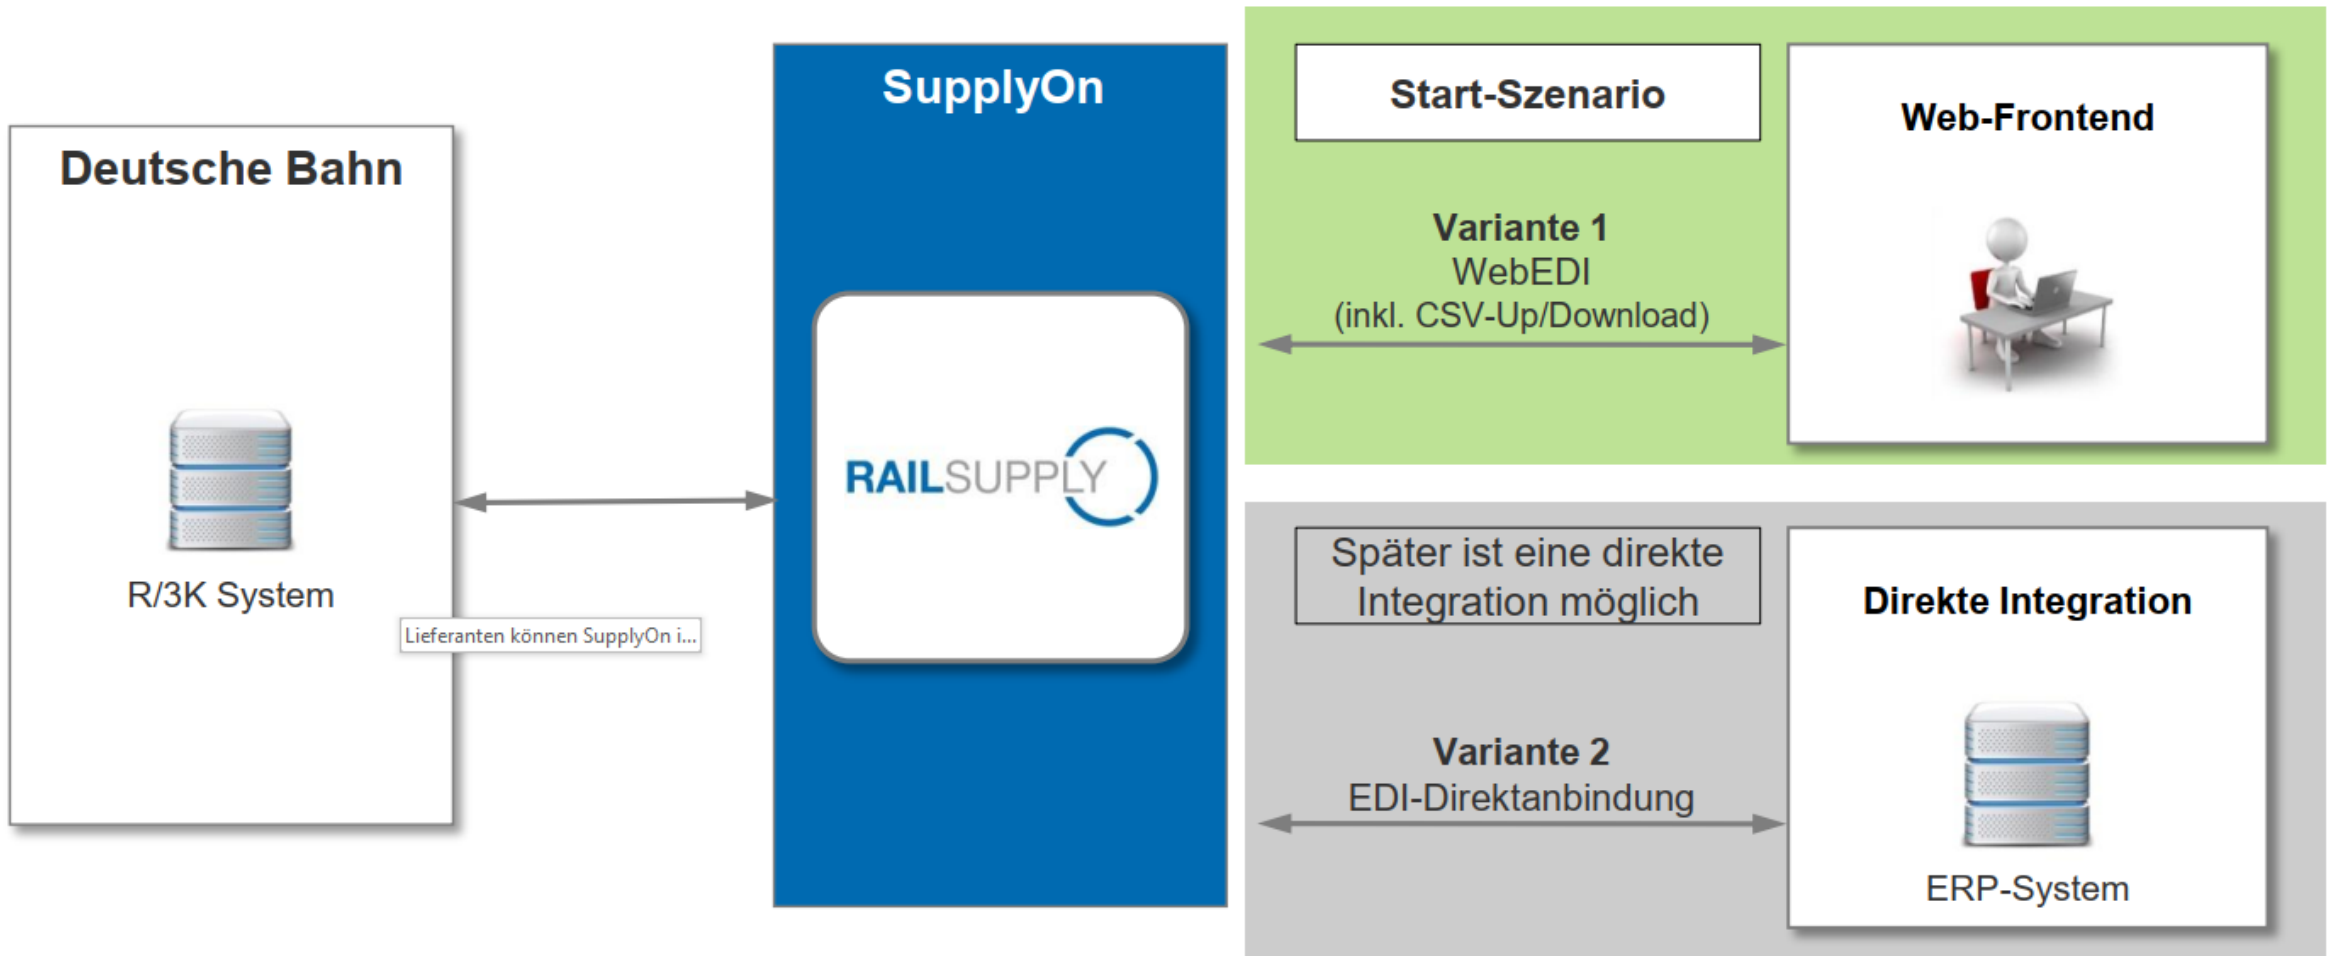 Deutsche Bahn
R/3K System
Lieferanten können SupplyOn i...
SupplyOn
RAILSUPPLY
Start-Szenario
Variante 1
WebEDI
(inkl. CSV-Up/Download)
Web-Frontend
Später ist eine direkte
Integration möglich
Variante 2
EDI-Direktanbindung
Direkte Integration
ERP-System